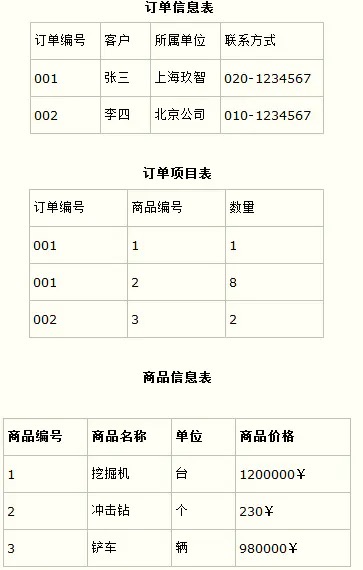 订单信息表
订单编号 客户 所属单位 联系方式
001 张三 上海玖智 020-1234567
002 李四 北京公司 010-1234567
订单项目表
订单编号 商品编号 数量
001 1 1
001 2 8
002 3 2
商品信息表
商品编号 商品名称 单位 商品价格
1 挖掘机 台 1200000￥
2 冲击钻 个 230￥
3 铲车 辆 980000￥